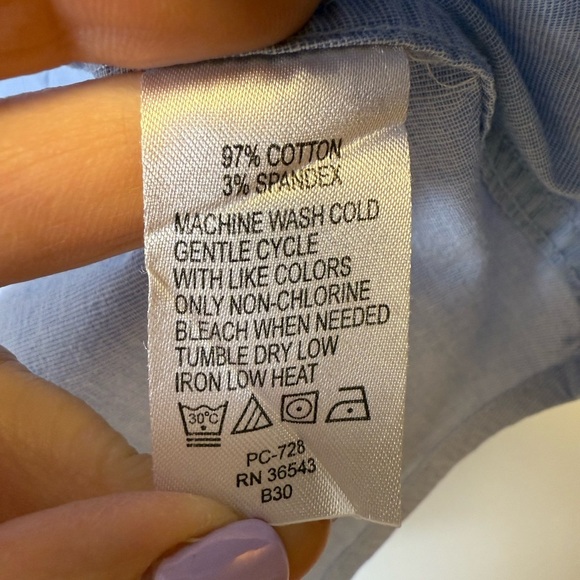 97% COTTON
3% SPANDEX
MACHINE WASH COLD
GENTLE CYCLE
WITH LIKE COLORS
ONLY NON-CHLORINE
BLEACH WHEN NEEDED
TUMBLE DRY LOW
IRON LOW HEAT
30°C
PC-728
RN 36543
B30